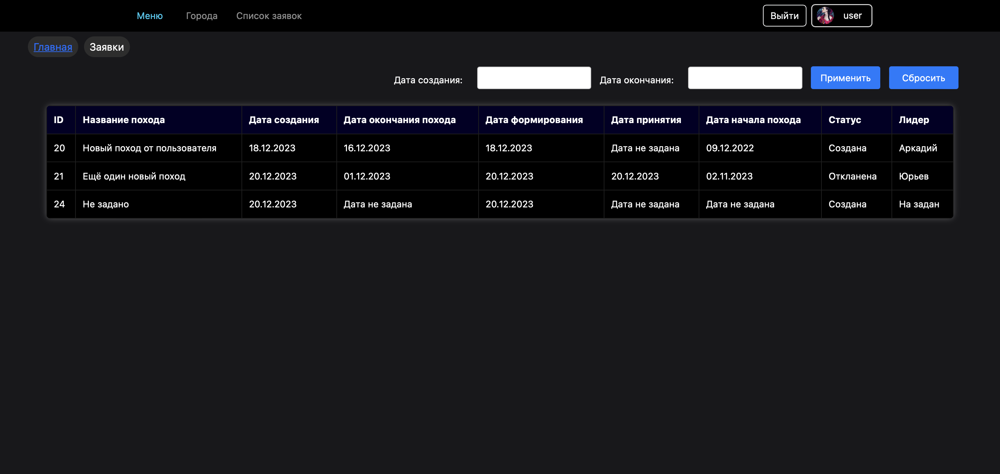 Меню Города Список заявок Выйти user
Главная Заявки
Дата создания: Дата окончания: Применить Сбросить
ID Название похода Дата создания Дата окончания похода Дата формирования Дата принятия Дата начала похода Статус Лидер
20 Новый поход от пользователя 18.12.2023 16.12.2023 18.12.2023 Дата не задана 09.12.2022 Создана Аркадий
21 Ещё один новый поход 20.12.2023 01.12.2023 20.12.2023 20.12.2023 02.11.2023 Откланена Юрьев
24 Не задано 20.12.2023 Дата не задана 20.12.2023 Дата не задана Дата не задана Создана На задан